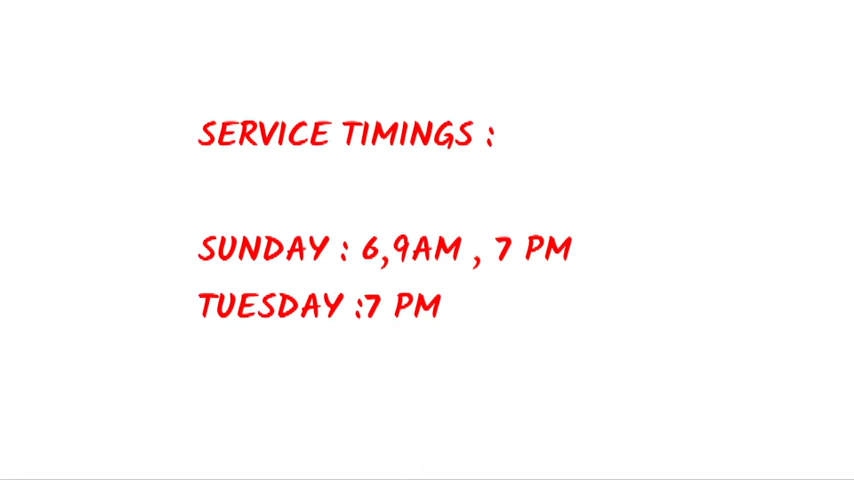 SERVICE TIMINGS :
SUNDAY : 6,9AM , 7 PM
TUESDAY :7 PM